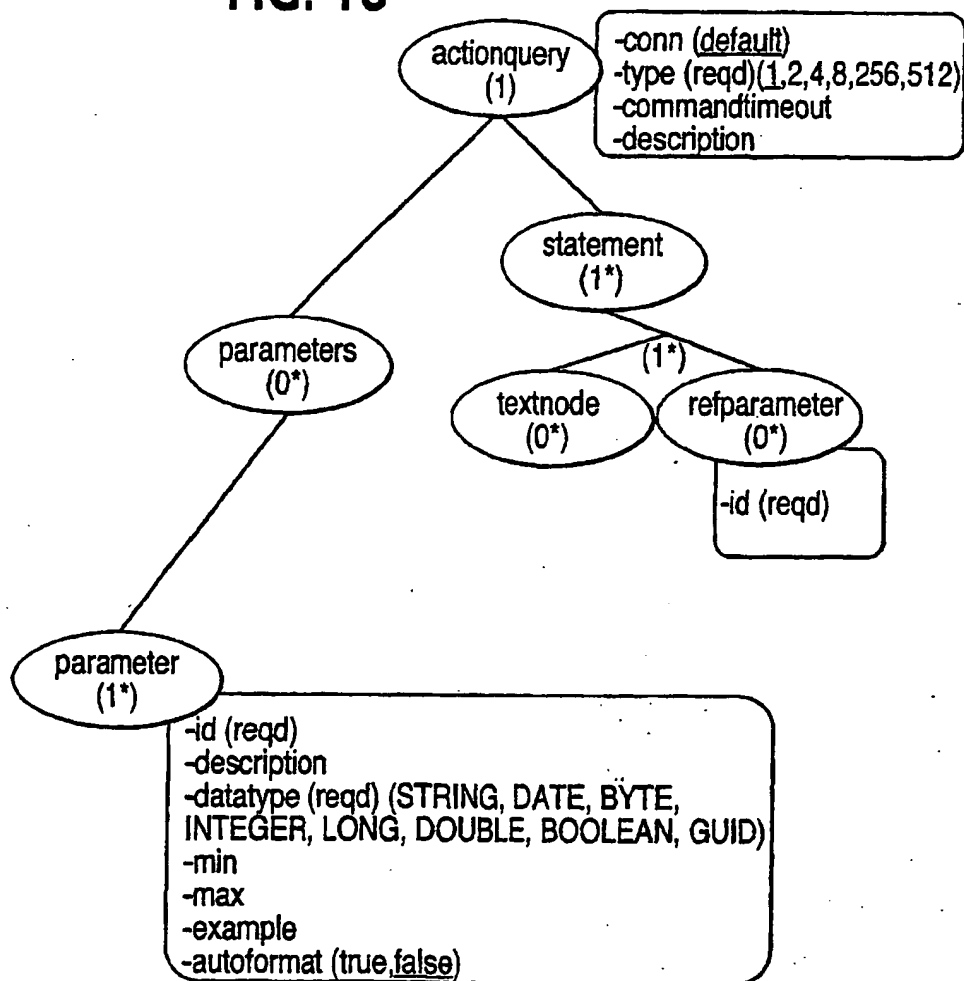 actionquery
(1)
-conn (default)
-type (reqd)(1,2,4,8,256,512)
-commandtimeout
-description
statement
(1*)
parameters
(0*)
(1*)
textnode
(0*)
refparameter
(0*)
-id (reqd)
parameter
(1*)
-id (reqd)
-description
-datatype (reqd) (STRING, DATE, BYTE,
INTEGER, LONG, DOUBLE, BOOLEAN, GUID)
-min
-max
-example
-autoformat (true,false)